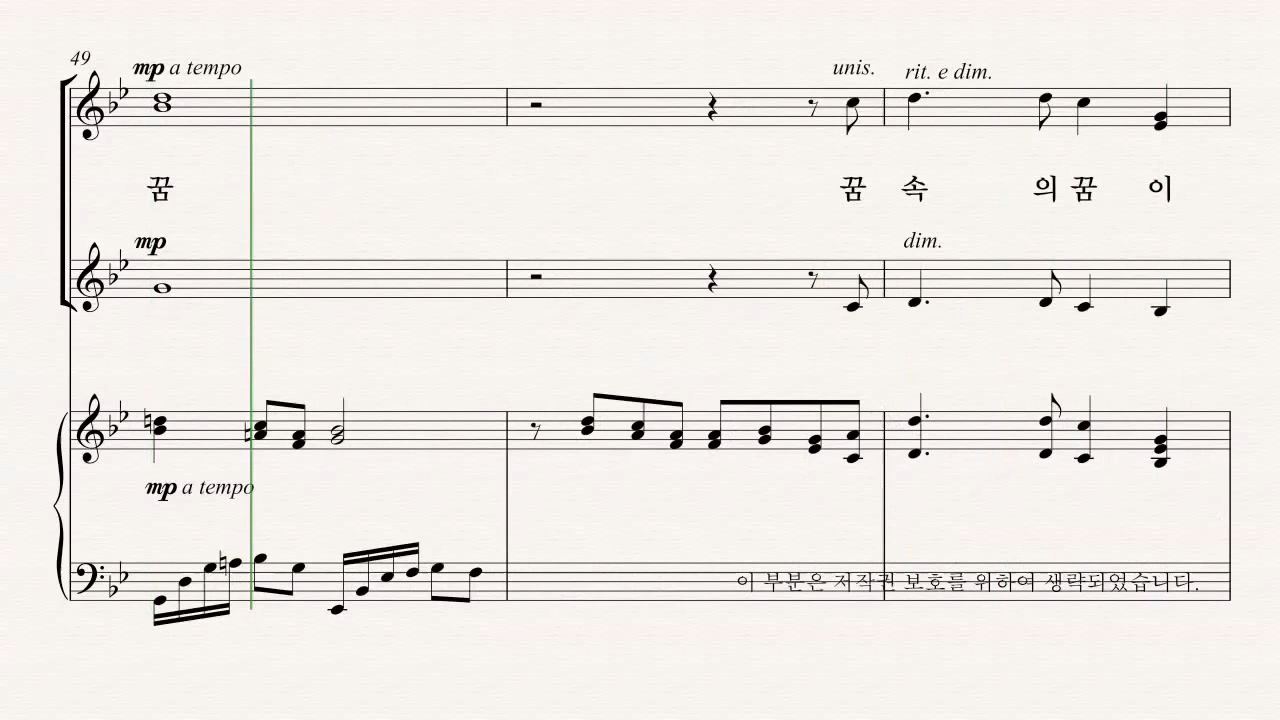 49
mp a tempo
unis.
rit. e dim.
꿈 꿈 속 의 꿈 이
mp
dim.
mp a tempo
이 부분은 저작권 보호를 위하여 생략되었습니다.